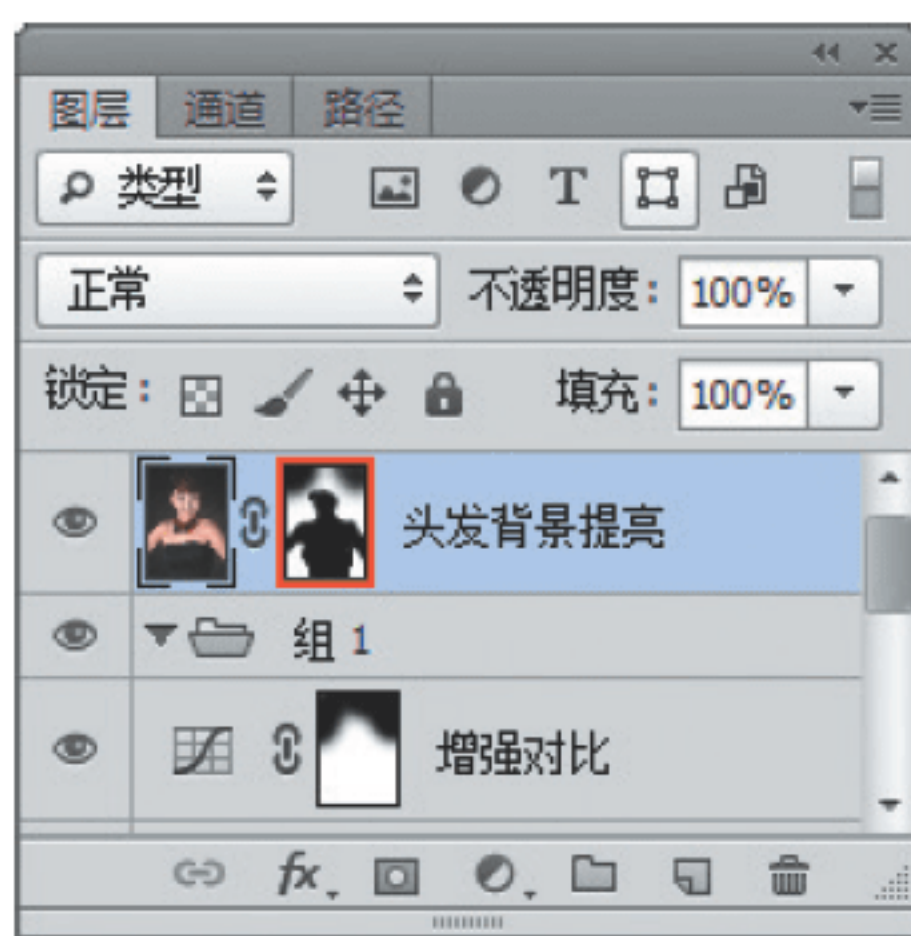 图层 通道 路径
类型 T
正常 不透明度: 100%
锁定: 填充: 100%
头发背景提亮
组 1
增强对比
fx